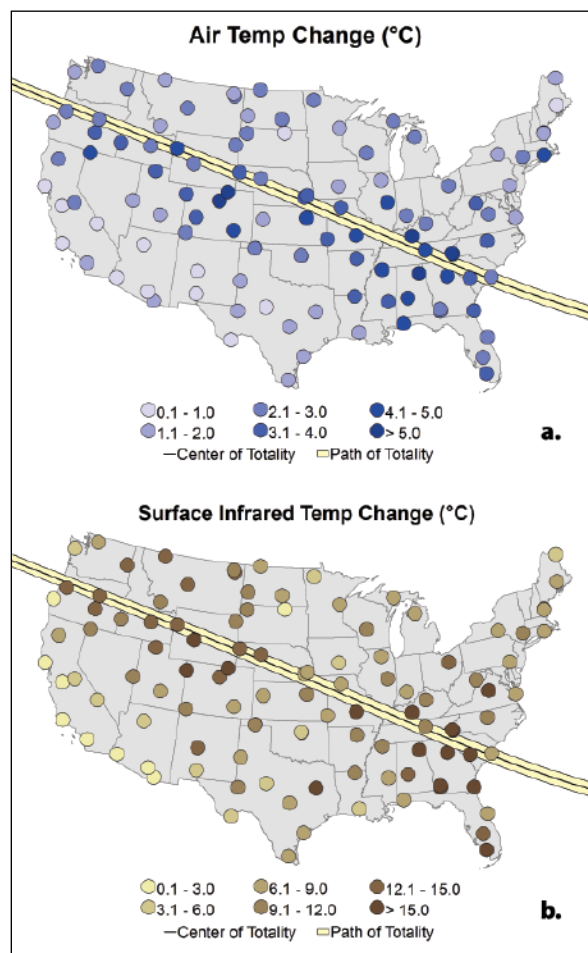 Air Temp Change (°C)
0.1 - 1.0 2.1 - 3.0 4.1 - 5.0
1.1 - 2.0 3.1 - 4.0 > 5.0
Center of Totality Path of Totality
a.
Surface Infrared Temp Change (°C)
0.1 - 3.0 6.1 - 9.0 12.1 - 15.0
3.1 - 6.0 9.1 - 12.0 > 15.0
Center of Totality Path of Totality
b.